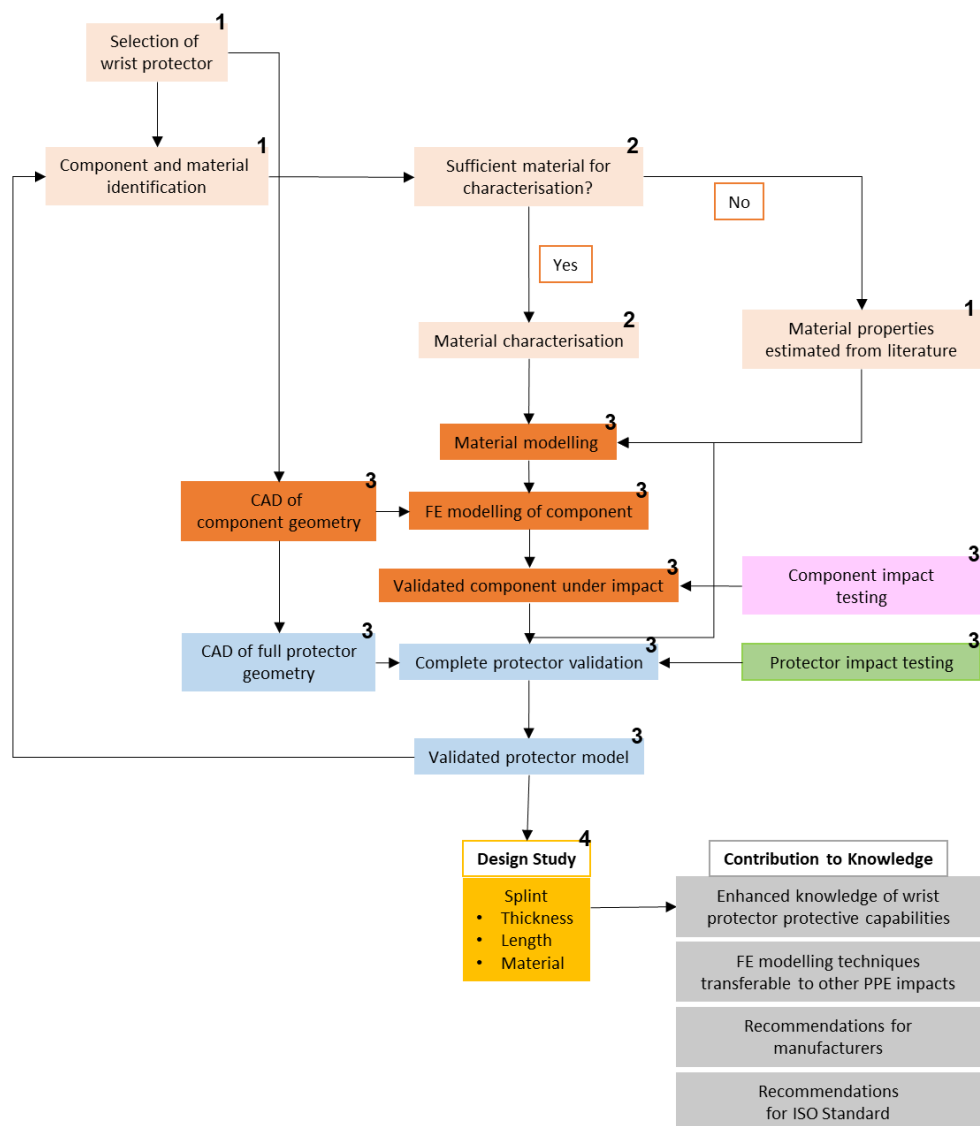 1
Selection of
wrist protector
1
Component and material
identification
2
Sufficient material for
characterisation?
No
Yes
2
Material characterisation
1
Material properties
estimated from literature
3
Material modelling
3
CAD of
component geometry
3
FE modelling of component
3
Validated component under impact
3
Component impact
testing
3
CAD of full protector
geometry
3
Complete protector validation
3
Protector impact testing
3
Validated protector model
4
Design Study
Splint
• Thickness
• Length
• Material
Contribution to Knowledge
Enhanced knowledge of wrist
protector protective capabilities
FE modelling techniques
transferable to other PPE impacts
Recommendations for
manufacturers
Recommendations
for ISO Standard